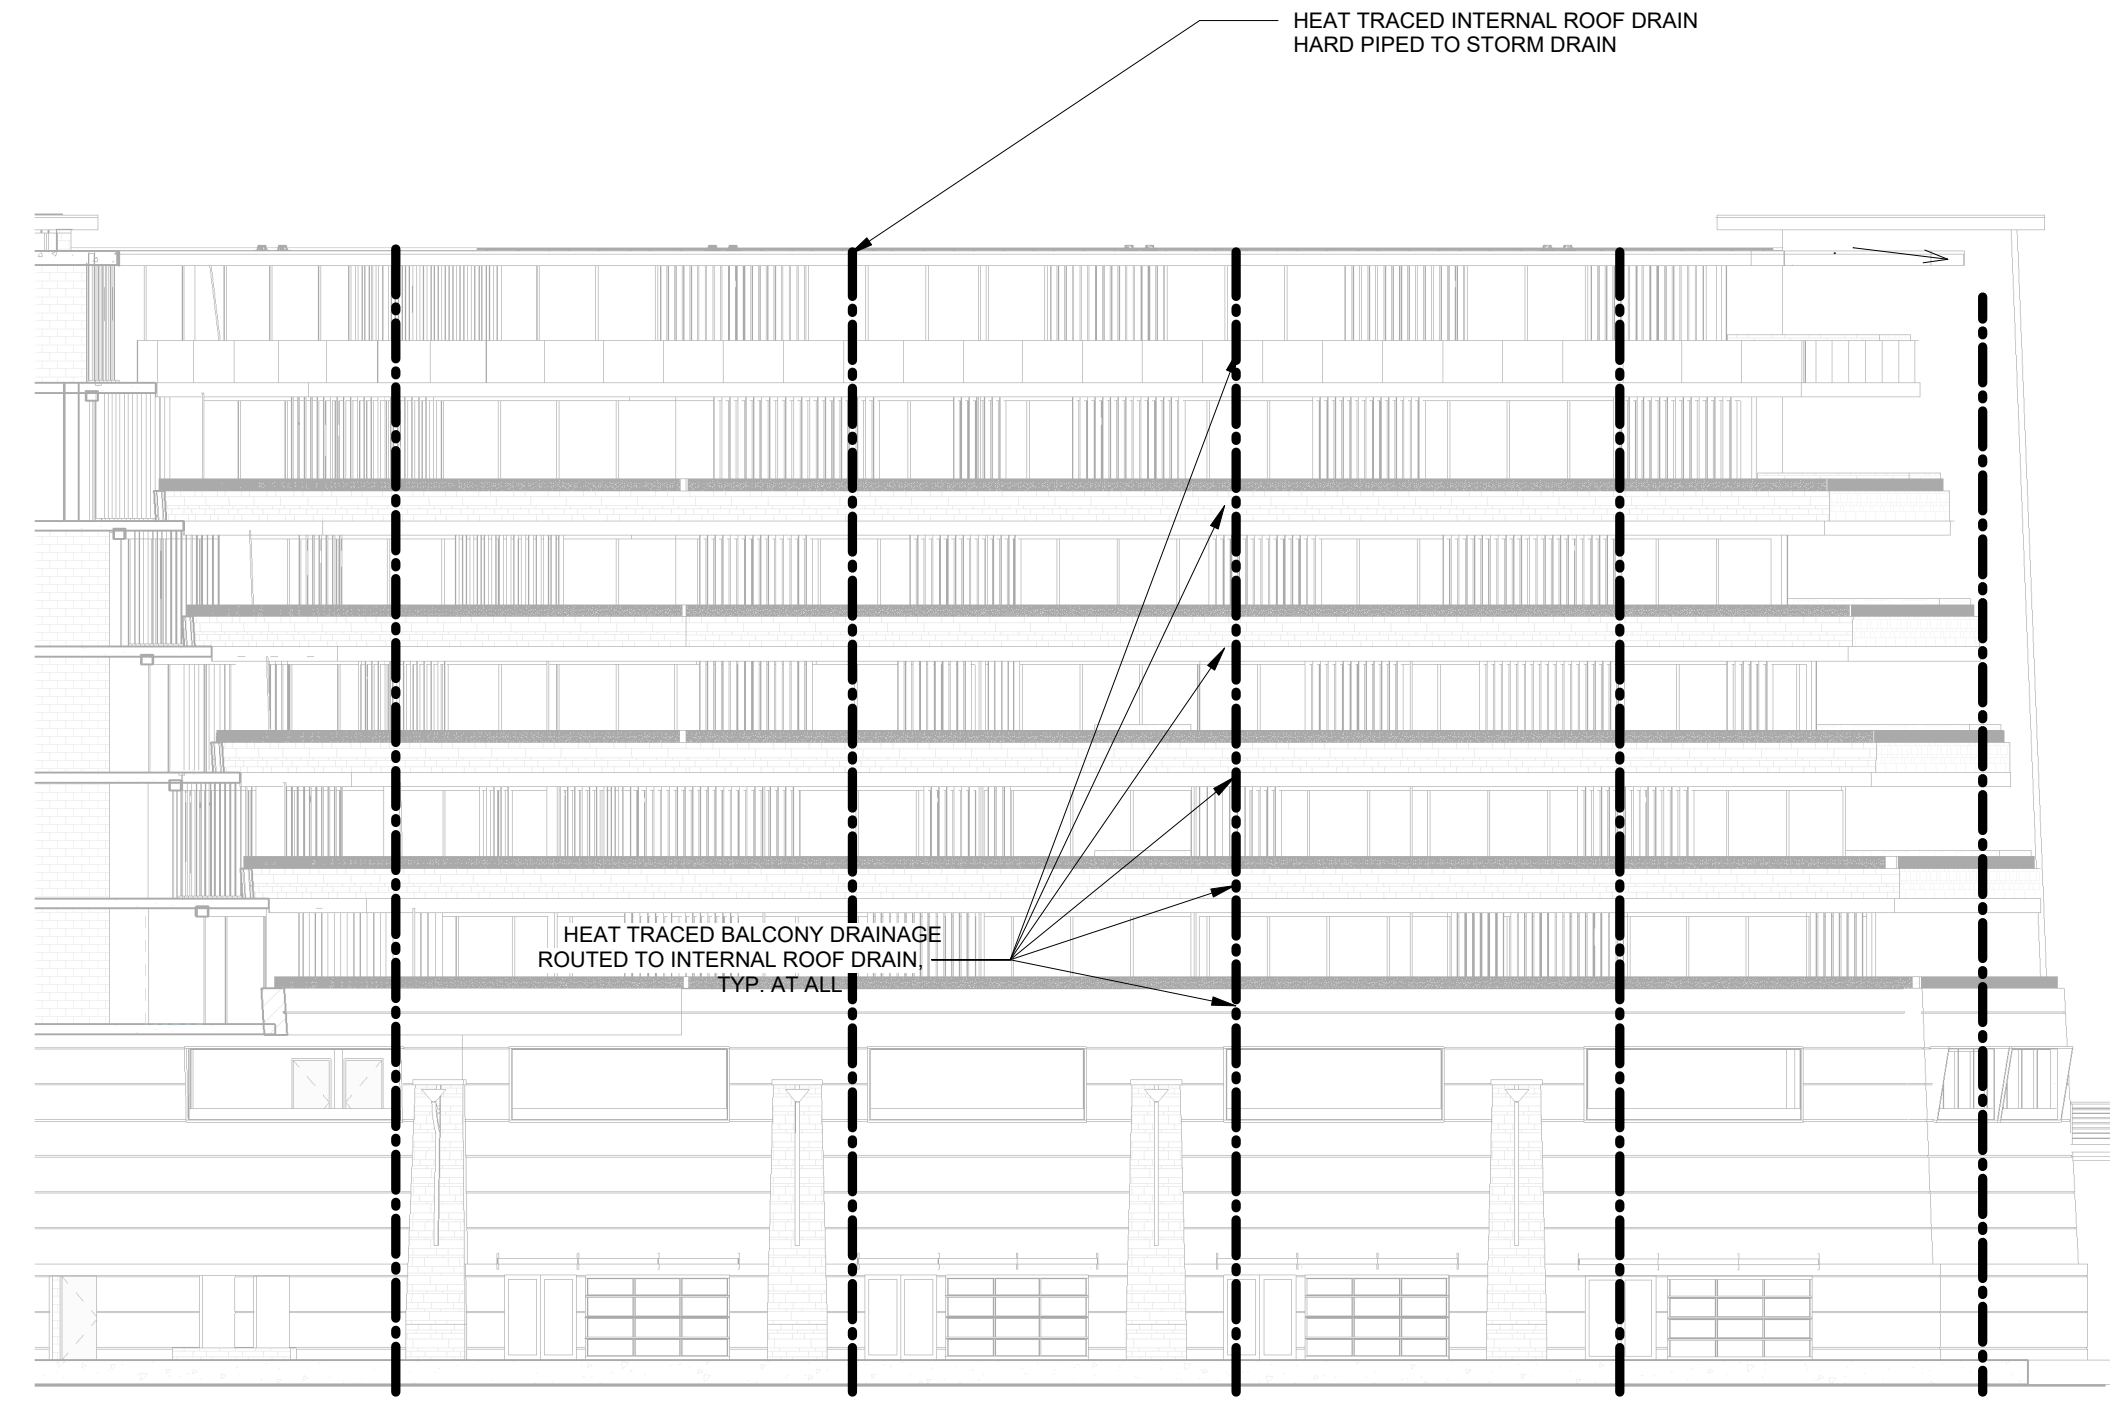 HEAT TRACED INTERNAL ROOF DRAIN
HARD PIPED TO STORM DRAIN
HEAT TRACED BALCONY DRAINAGE
ROUTED TO INTERNAL ROOF DRAIN,
TYP. AT ALL